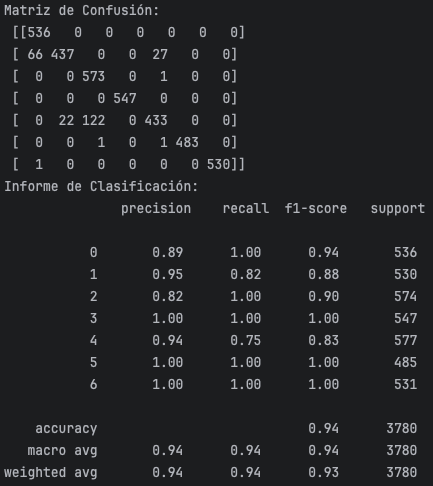 Matriz de Confusión:
[[536 0 0 0 0 0 0]
[ 66 437 0 0 27 0 0]
[ 0 0 573 0 1 0 0]
[ 0 0 0 547 0 0 0]
[ 0 22 122 0 433 0 0]
[ 0 0 1 0 1 483 0]
[ 1 0 0 0 0 0 530]]
Informe de Clasificación:
precision recall f1-score support
0 0.89 1.00 0.94 536
1 0.95 0.82 0.88 530
2 0.82 1.00 0.90 574
3 1.00 1.00 1.00 547
4 0.94 0.75 0.83 577
5 1.00 1.00 1.00 485
6 1.00 1.00 1.00 531
accuracy 0.94 3780
macro avg 0.94 0.94 0.94 3780
weighted avg 0.94 0.94 0.93 3780